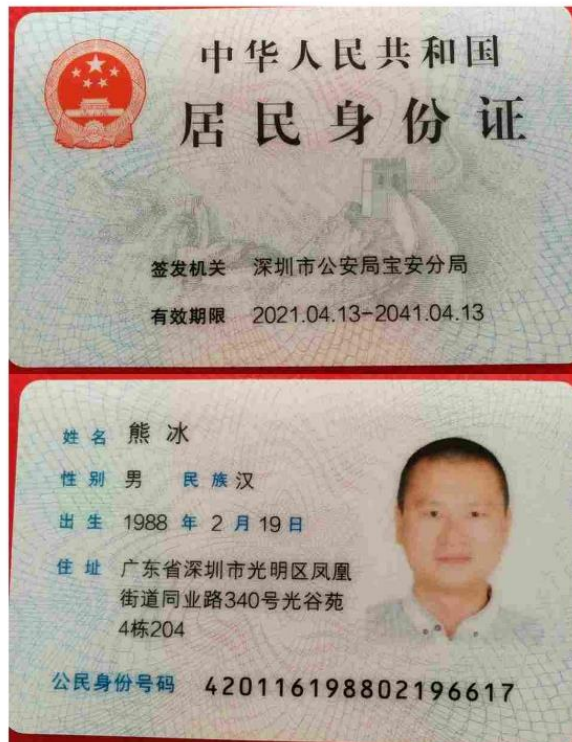 中华人民共和国
居民身份证
签发机关 深圳市公安局宝安分局
有效期限 2021.04.13-2041.04.13
姓名 熊冰
性别 男 民族 汉
出生 1988 年 2 月 19 日
住址 广东省深圳市光明区凤凰
街道同业路340号光谷苑
4栋204
公民身份号码 420116198802196617